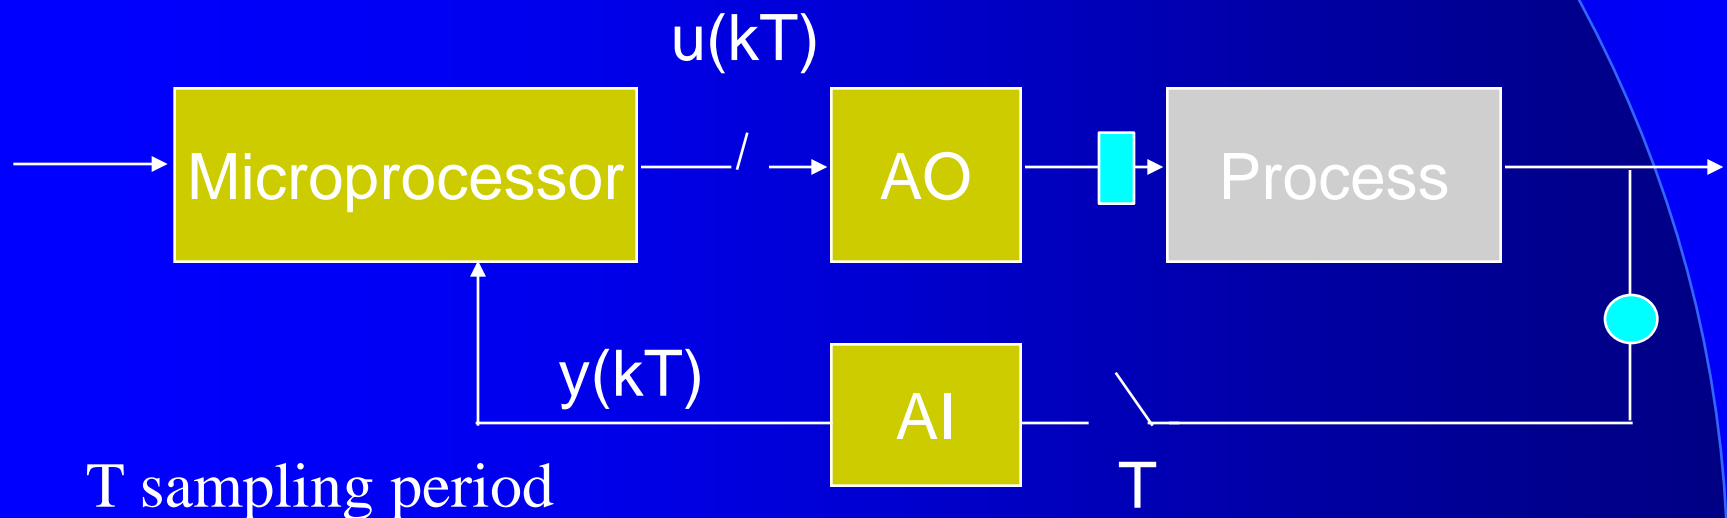 u(kT)
Microprocessor
AO
Process
y(kT)
AI
T
T sampling period